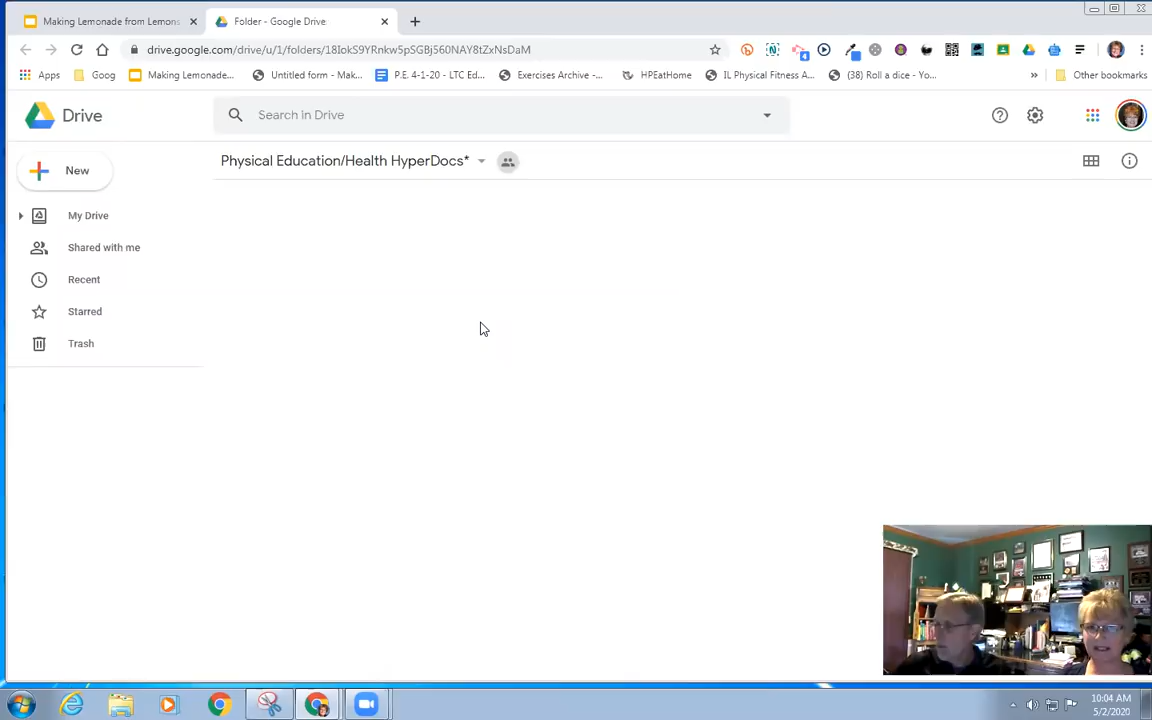 Making Lemonade from Lemons
Folder - Google Drive
drive.google.com/drive/u/1/folders/18IokS9YRnkw5pSGBj560NAY8tZxNsDaM
Apps
Goog
Making Lemonade...
Untitled form - Mak...
P.E. 4-1-20 - LTC Ed...
Exercises Archive -...
HPEatHome
IL Physical Fitness A...
(38) Roll a dice - Yo...
»
Other bookmarks
Drive
Search in Drive
New
Physical Education/Health HyperDocs*
My Drive
Shared with me
Recent
Starred
Trash
10:04 AM
5/2/2020